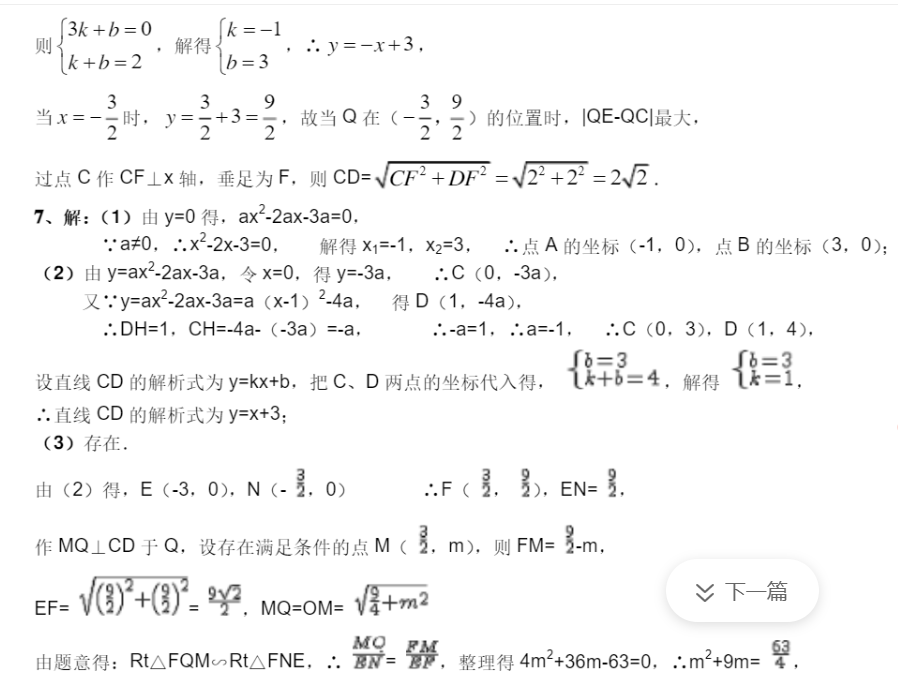 则{3k+b=0 k+b=2，解得{k=-1 b=3，∴y=-x+3，
当x=-3/2时，y=3/2+3=9/2，故当 Q 在（-3/2，9/2）的位置时，|QE-QC|最大，
过点 C 作 CF⊥x 轴，垂足为 F，则 CD=√(CF²+DF²)=√(2²+2²)=2√2．
7、解：（1）由 y=0 得，ax²-2ax-3a=0，
∵a≠0，∴x²-2x-3=0， 解得 x₁=-1，x₂=3， ∴点 A 的坐标（-1，0），点 B 的坐标（3，0）；
（2）由 y=ax²-2ax-3a，令 x=0，得 y=-3a， ∴C（0，-3a），
又∵y=ax²-2ax-3a=a（x-1）²-4a， 得 D（1，-4a），
∴DH=1，CH=-4a-（-3a）=-a， ∴-a=1，∴a=-1， ∴C（0，3），D（1，4），
设直线 CD 的解析式为 y=kx+b，把 C、D 两点的坐标代入得，{b=3 k+b=4，解得{b=3 k=1，
∴直线 CD 的解析式为 y=x+3；
（3）存在．
由（2）得，E（-3，0），N（-3/2，0） ∴F（3/2，9/2），EN=9/2，
作 MQ⊥CD 于 Q，设存在满足条件的点 M（3/2，m），则 FM=9/2-m，
EF=√((9/2)²+(9/2)²)=9√2/2，MQ=OM=√(9/4+m²)
下一篇
由题意得：Rt△FQM∽Rt△FNE，∴MQ/EN=FM/EF，整理得 4m²+36m-63=0，∴m²+9m=63/4，